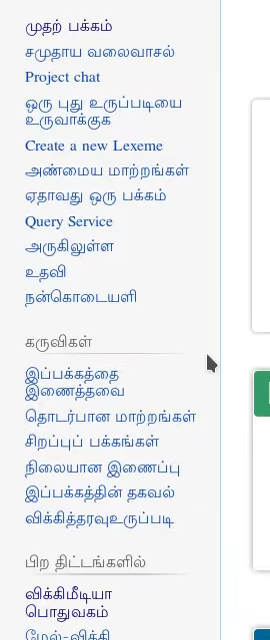 முதற் பக்கம்
சமுதாய வலைவாசல்
Project chat
ஒரு புது உருப்படியை
உருவாக்குக
Create a new Lexeme
அண்மைய மாற்றங்கள்
ஏதாவது ஒரு பக்கம்
Query Service
அருகிலுள்ள
உதவி
நன்கொடையளி
கருவிகள்
இப்பக்கத்தை
இணைத்தவை
தொடர்பான மாற்றங்கள்
சிறப்புப் பக்கங்கள்
நிலையான இணைப்பு
இப்பக்கத்தின் தகவல்
விக்கித்தரவுஉருப்படி
பிற திட்டங்களில்
விக்கிமீடியா
பொதுவகம்
மேல்-விக்கி